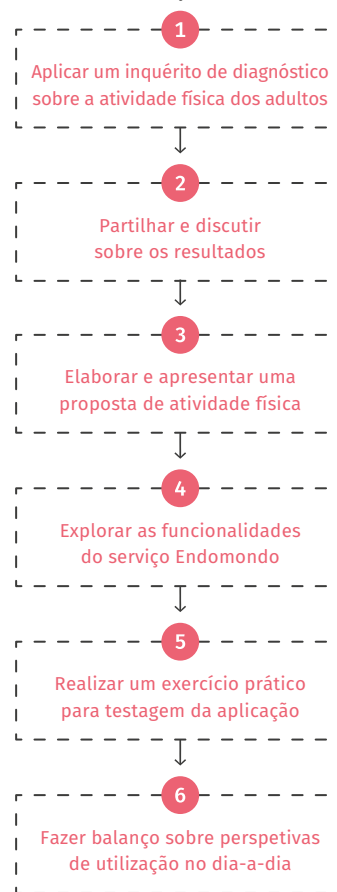 1
Aplicar um inquérito de diagnóstico
sobre a atividade física dos adultos
2
Partilhar e discutir
sobre os resultados
3
Elaborar e apresentar uma
proposta de atividade física
4
Explorar as funcionalidades
do serviço Endomondo
5
Realizar um exercício prático
para testagem da aplicação
6
Fazer balanço sobre perspetivas
de utilização no dia-a-dia